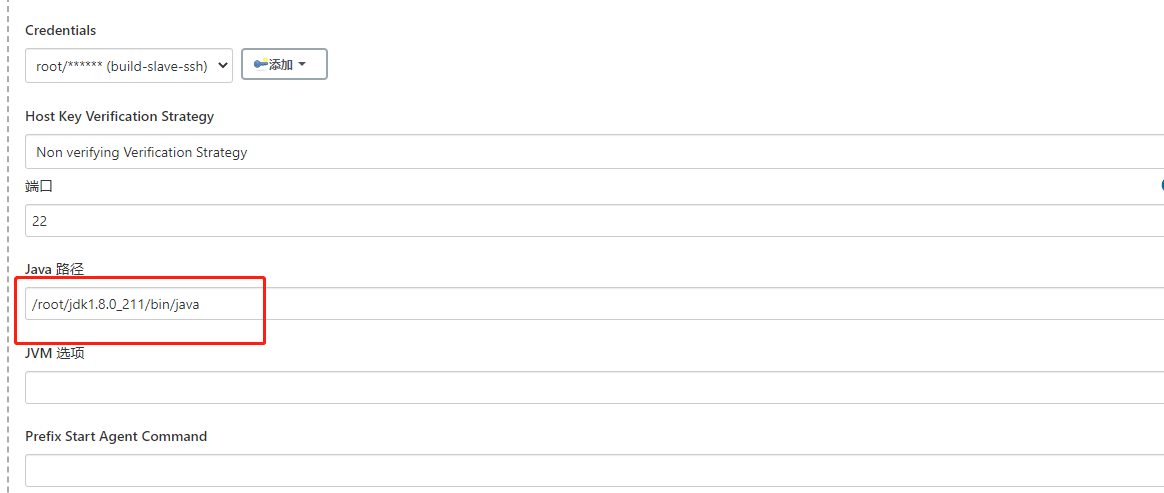 Credentials
root/****** (build-slave-ssh)
添加
Host Key Verification Strategy
Non verifying Verification Strategy
端口
22
Java 路径
/root/jdk1.8.0_211/bin/java
JVM 选项
Prefix Start Agent Command